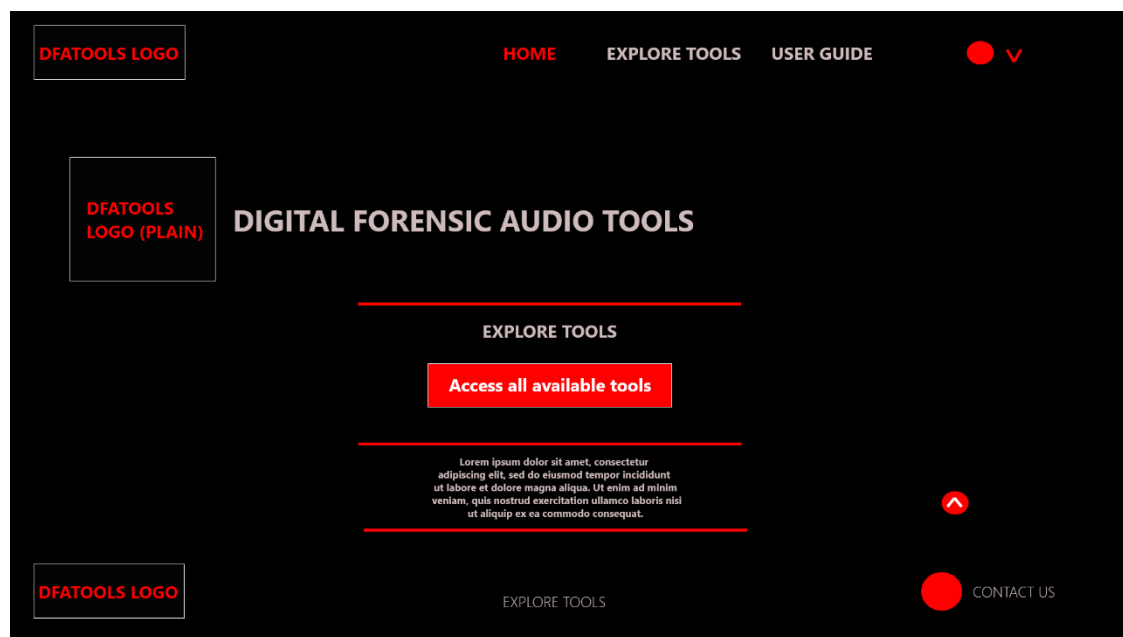 DFATOOLS LOGO
HOME
EXPLORE TOOLS
USER GUIDE
DFATOOLS
LOGO (PLAIN)
DIGITAL FORENSIC AUDIO TOOLS
EXPLORE TOOLS
Access all available tools
Lorem ipsum dolor sit amet, consectetur
adipiscing elit, sed do eiusmod tempor incididunt
ut labore et dolore magna aliqua. Ut enim ad minim
veniam, quis nostrud exercitation ullamco laboris nisi
ut aliquip ex ea commodo consequat.
DFATOOLS LOGO
EXPLORE TOOLS
CONTACT US